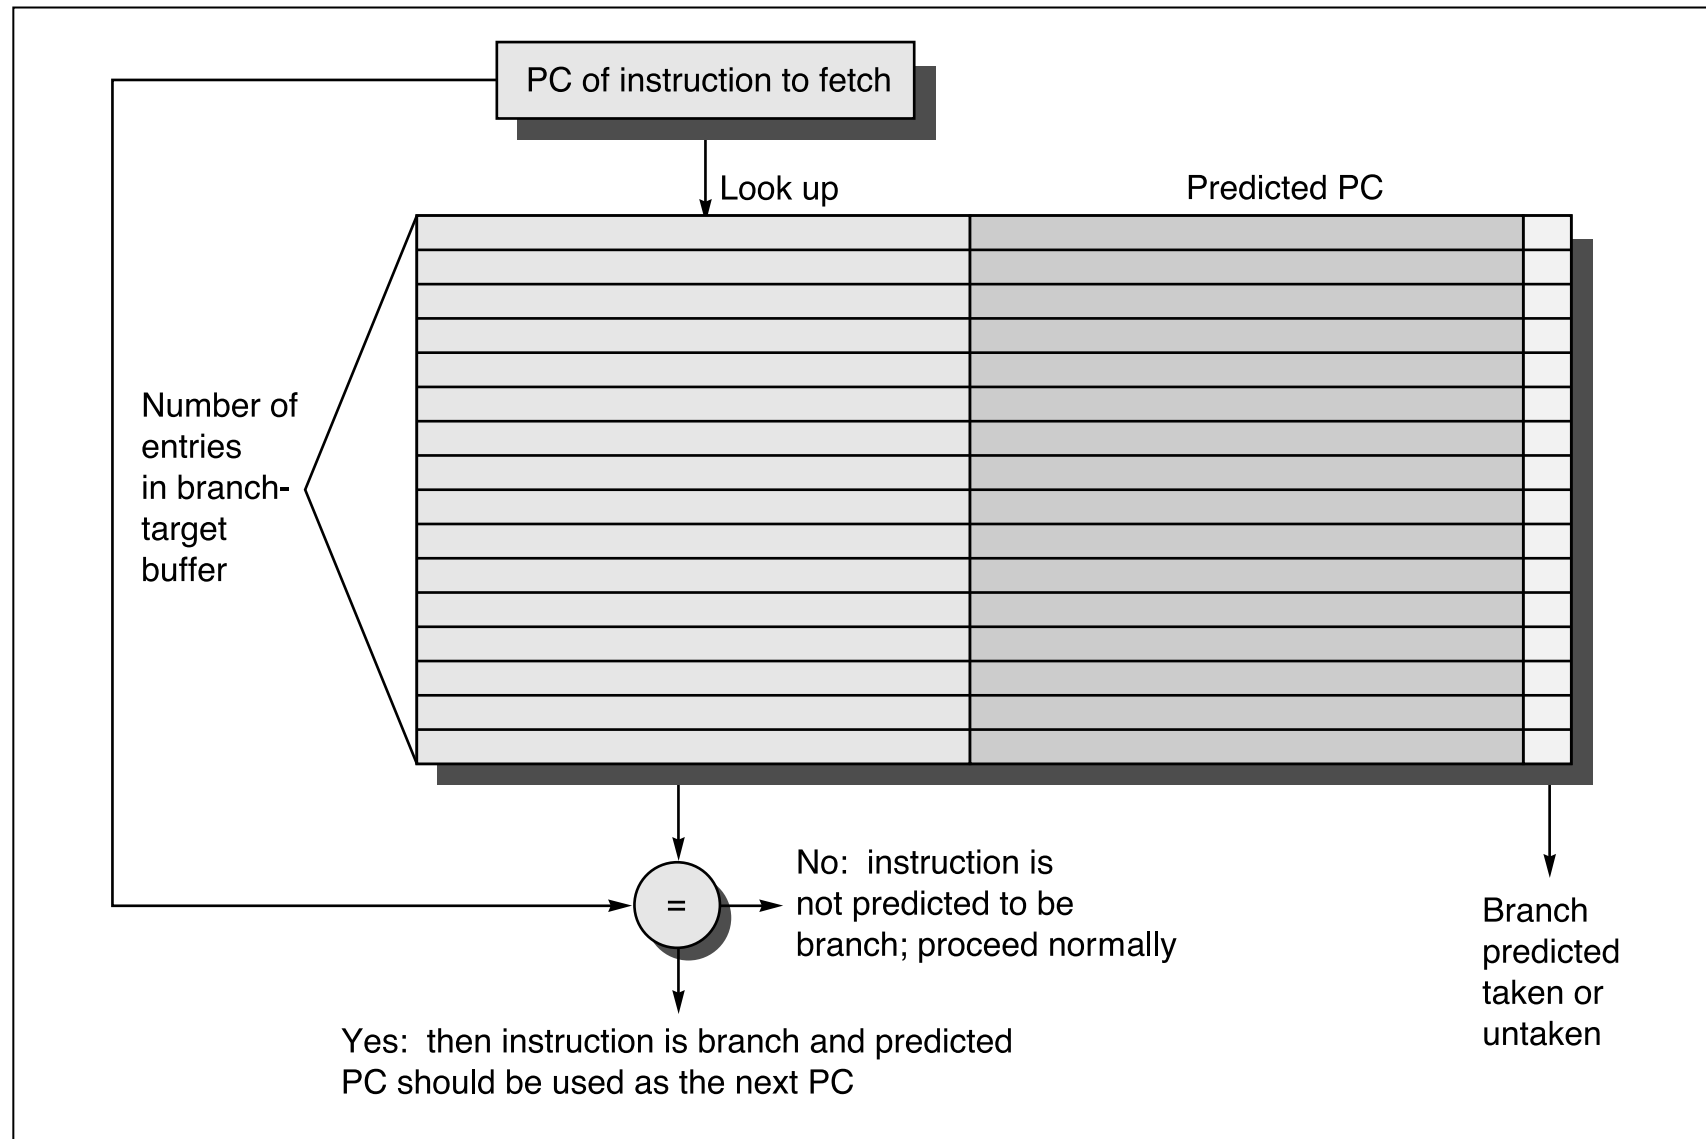 PC of instruction to fetch
Look up
Predicted PC
Number of
entries
in branch-
target
buffer
=
No: instruction is
not predicted to be
branch; proceed normally
Branch
predicted
taken or
untaken
Yes: then instruction is branch and predicted
PC should be used as the next PC